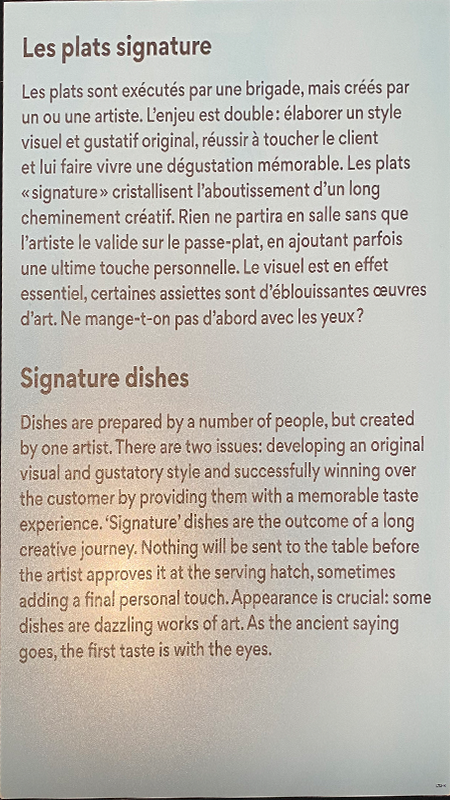 Les plats signature
Les plats sont exécutés par une brigade, mais créés par
un ou une artiste. L'enjeu est double : élaborer un style
visuel et gustatif original, réussir à toucher le client
et lui faire vivre une dégustation mémorable. Les plats
« signature » cristallisent l'aboutissement d'un long
cheminement créatif. Rien ne partira en salle sans que
l'artiste le valide sur le passe-plat, en ajoutant parfois
une ultime touche personnelle. Le visuel est en effet
essentiel, certaines assiettes sont d'éblouissantes œuvres
d'art. Ne mange-t-on pas d'abord avec les yeux ?
Signature dishes
Dishes are prepared by a number of people, but created
by one artist. There are two issues: developing an original
visual and gustatory style and successfully winning over
the customer by providing them with a memorable taste
experience. 'Signature' dishes are the outcome of a long
creative journey. Nothing will be sent to the table before
the artist approves it at the serving hatch, sometimes
adding a final personal touch. Appearance is crucial: some
dishes are dazzling works of art. As the ancient saying
goes, the first taste is with the eyes.